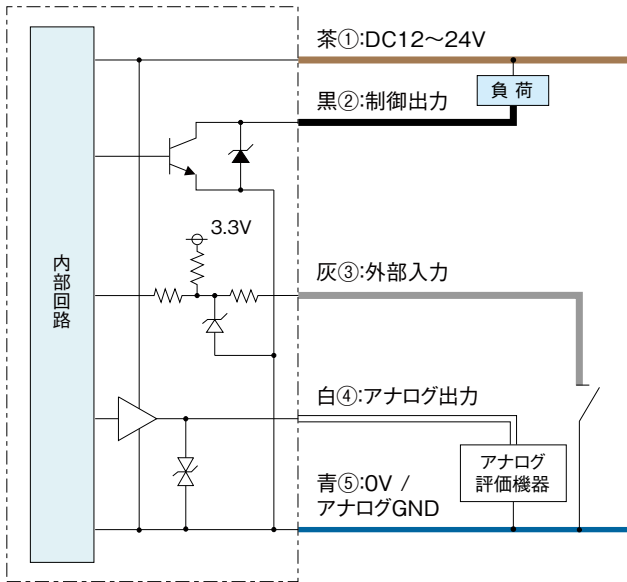 茶①:DC12～24V
負荷
黒②:制御出力
3.3V
内部回路
灰③:外部入力
白④:アナログ出力
アナログ
評価機器
青⑤:0V /
アナログGND